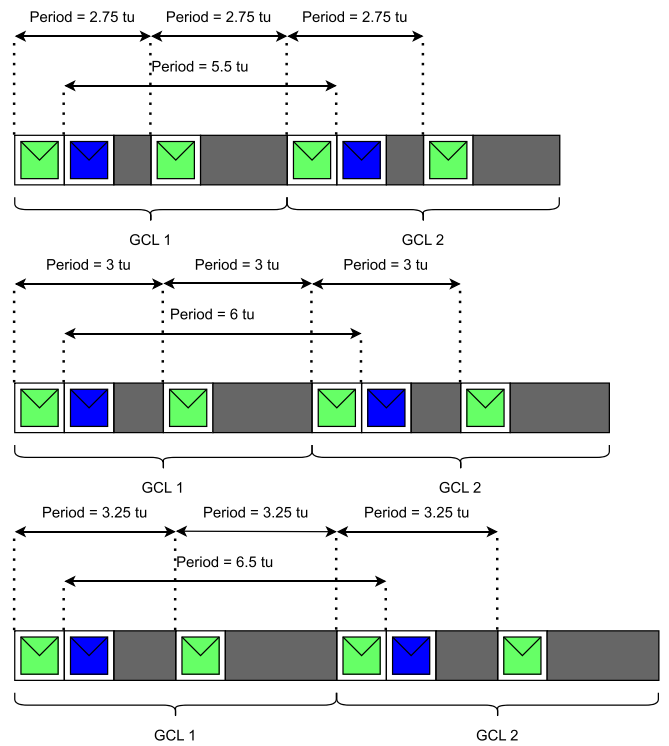 Period = 2.75 tu Period = 2.75 tu Period = 2.75 tu
Period = 5.5 tu
GCL 1 GCL 2
Period = 3 tu Period = 3 tu Period = 3 tu
Period = 6 tu
GCL 1 GCL 2
Period = 3.25 tu Period = 3.25 tu Period = 3.25 tu
Period = 6.5 tu
GCL 1 GCL 2